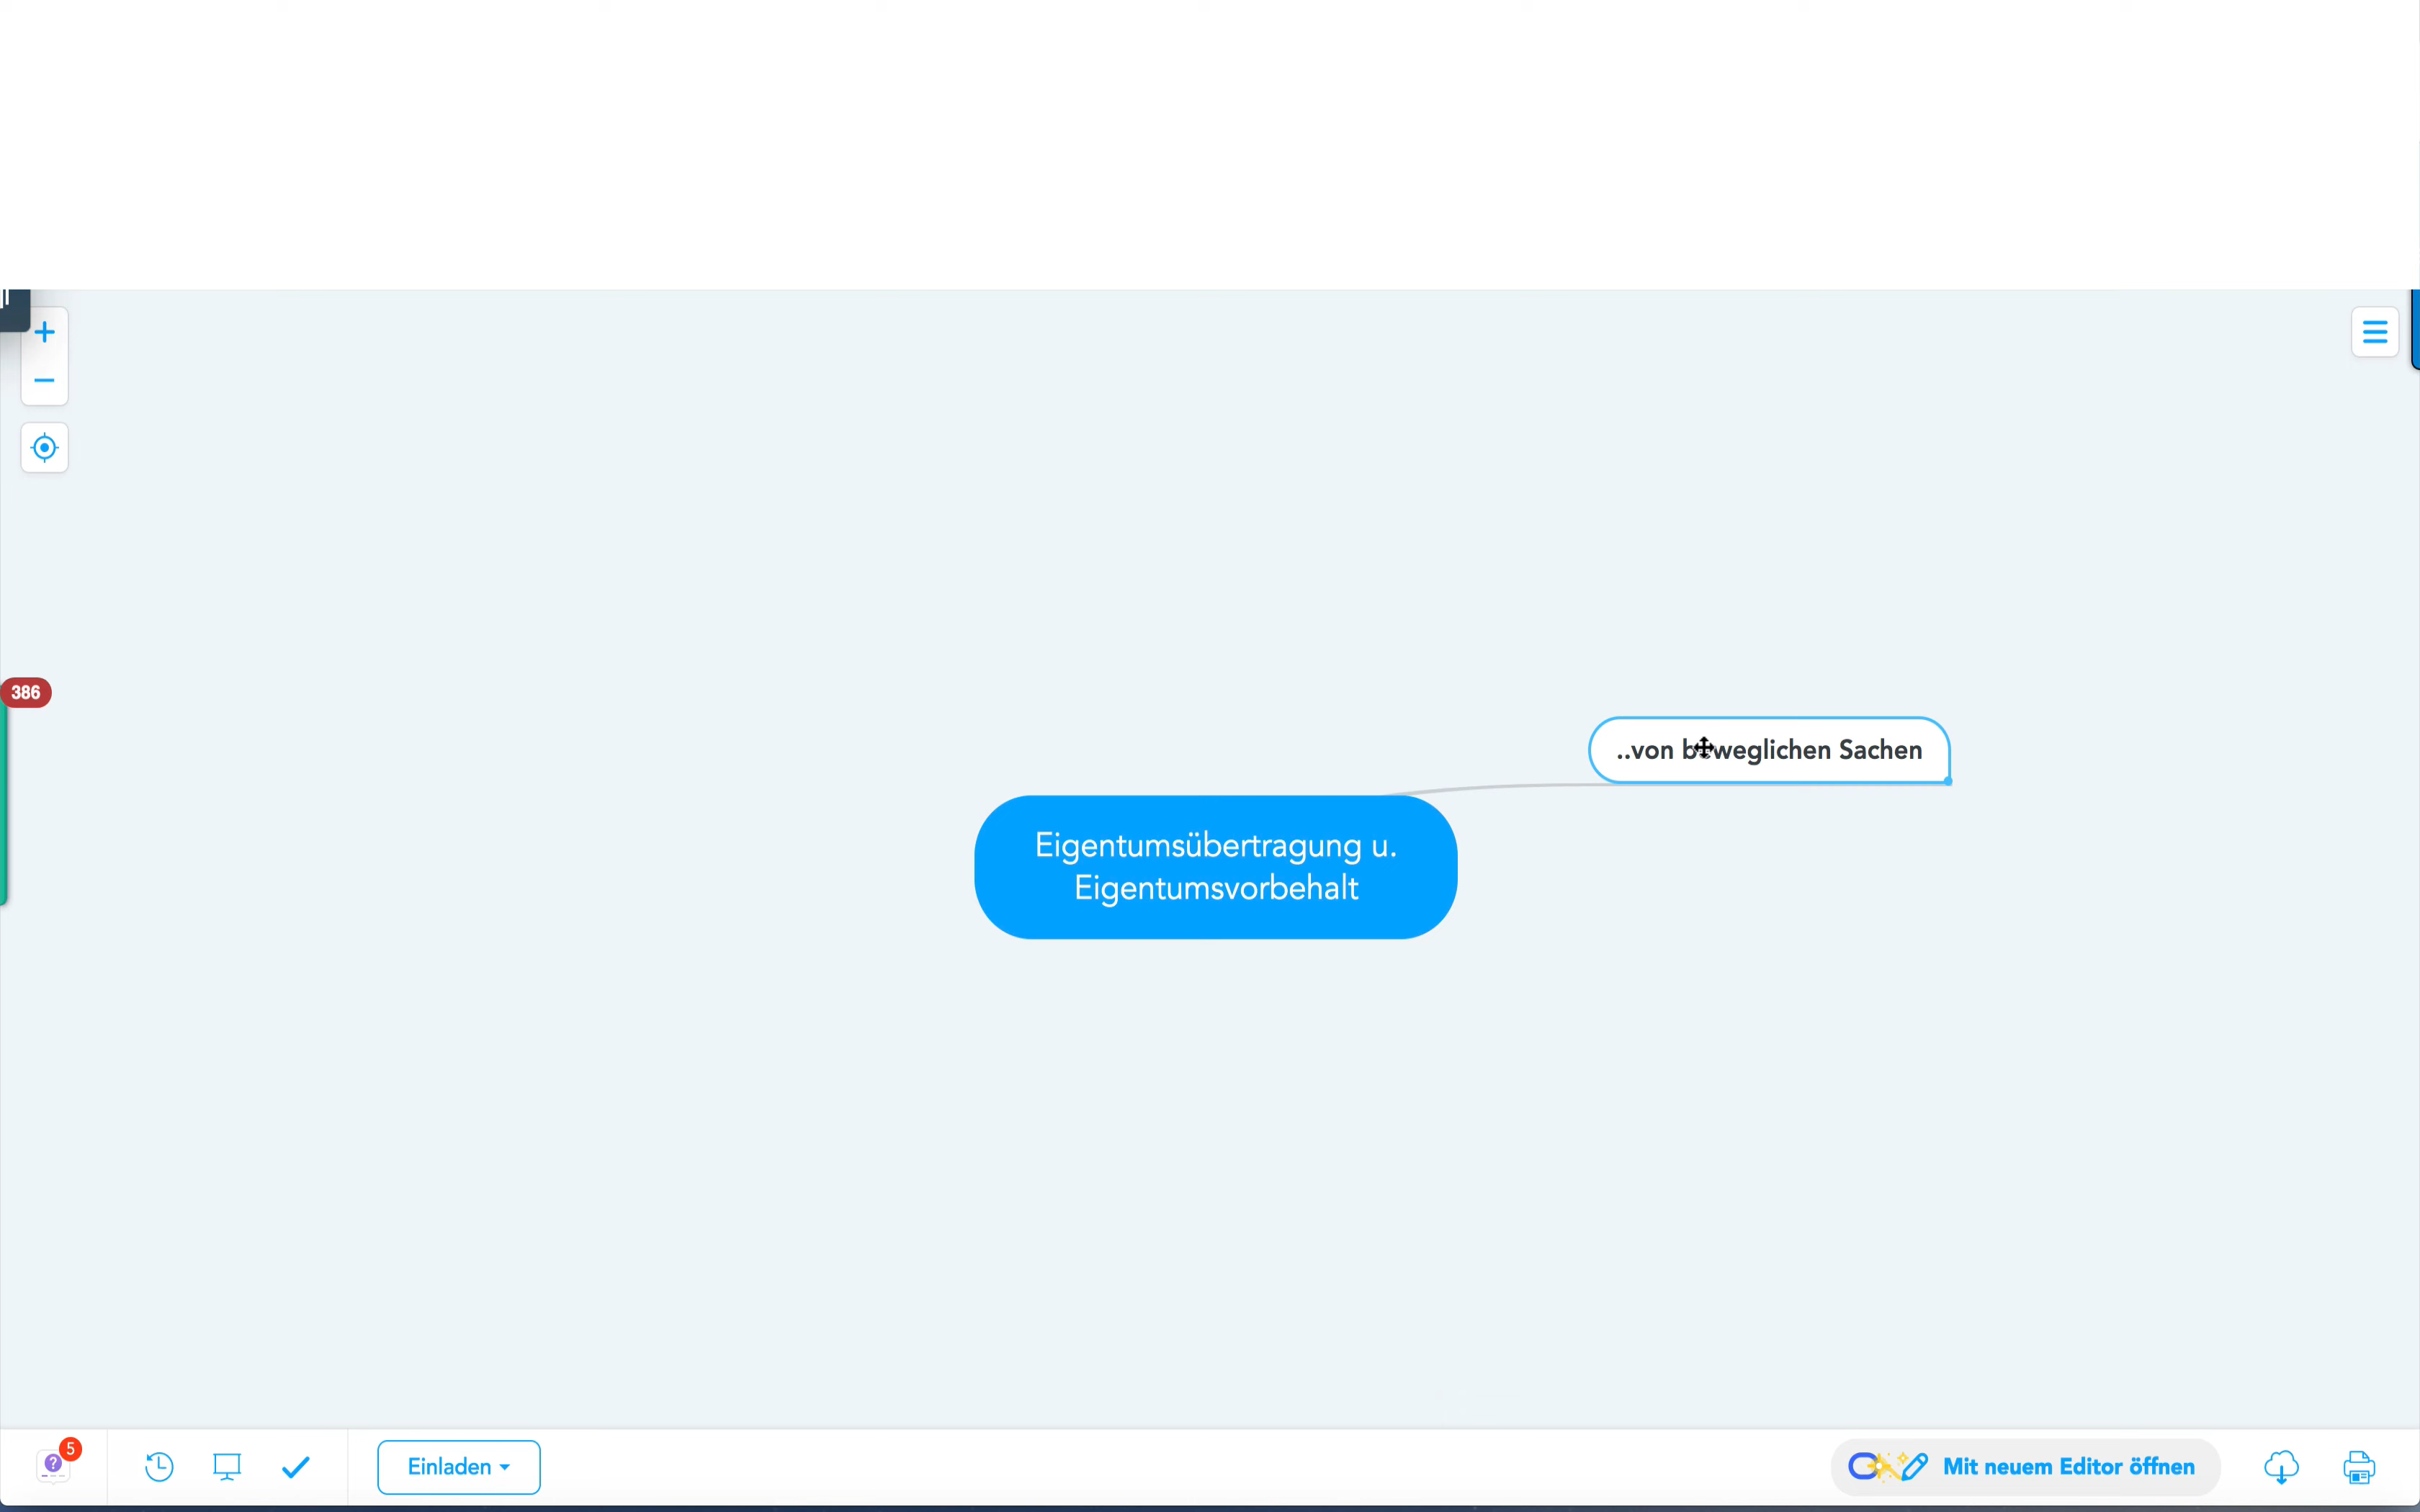 386
..von beweglichen Sachen
Eigentumsübertragung u.
Eigentumsvorbehalt
5
?
Einladen
Mit neuem Editor öffnen